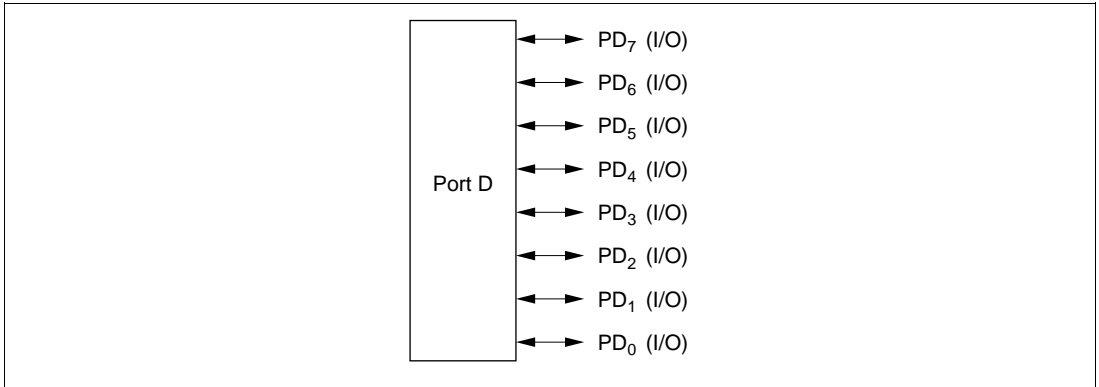 PD₇ (I/O)
PD₆ (I/O)
PD₅ (I/O)
PD₄ (I/O)
Port D
PD₃ (I/O)
PD₂ (I/O)
PD₁ (I/O)
PD₀ (I/O)